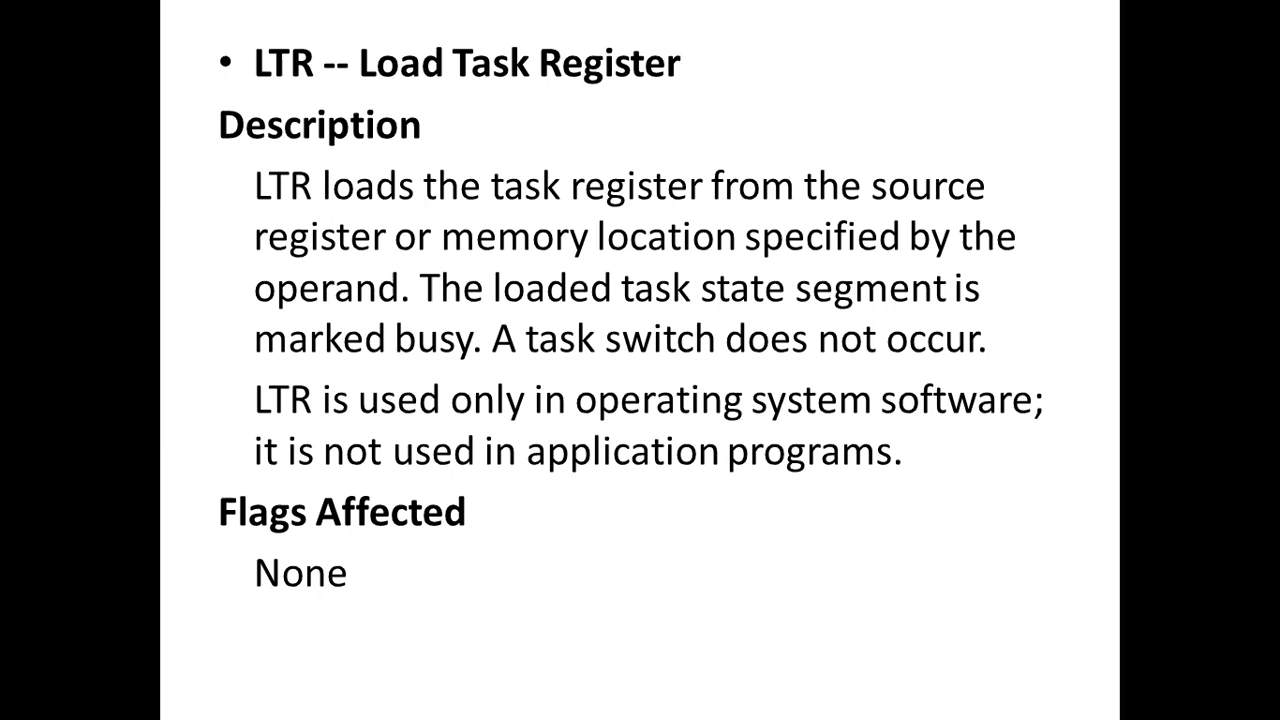 • LTR -- Load Task Register
Description
LTR loads the task register from the source
register or memory location specified by the
operand. The loaded task state segment is
marked busy. A task switch does not occur.
LTR is used only in operating system software;
it is not used in application programs.
Flags Affected
None